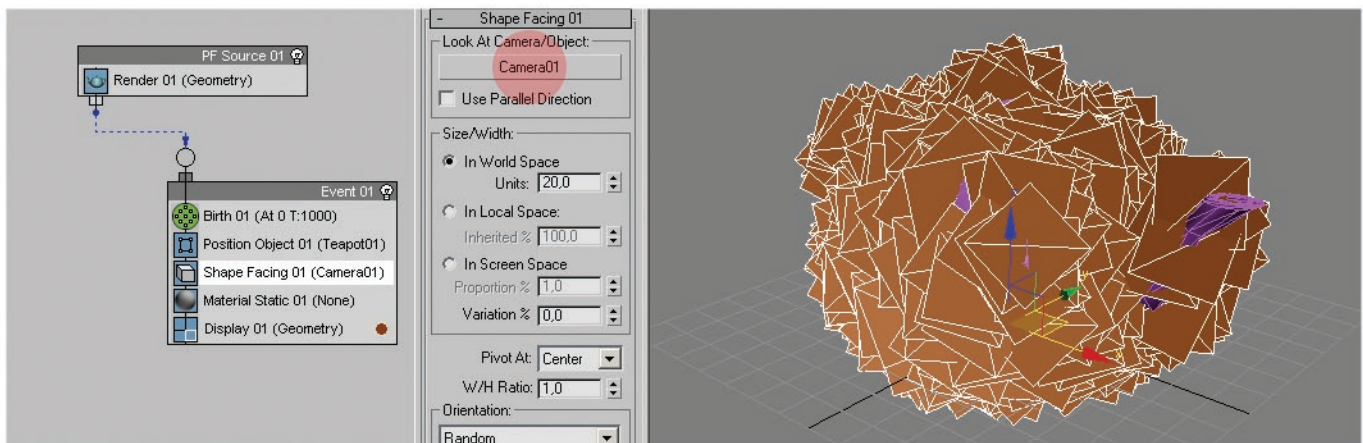 PF Source 01
Render 01 (Geometry)
Event 01
Birth 01 (At 0 T:1000)
Position Object 01 (Teapot01)
Shape Facing 01 (Camera01)
Material Static 01 (None)
Display 01 (Geometry)
- Shape Facing 01
Look At Camera/Object:
Camera01
Use Parallel Direction
Size/Width:
In World Space
Units: 20,0
In Local Space:
Inherited % 100,0
In Screen Space
Proportion % 1,0
Variation % 0,0
Pivot At: Center
W/H Ratio: 1,0
Orientation:
Random